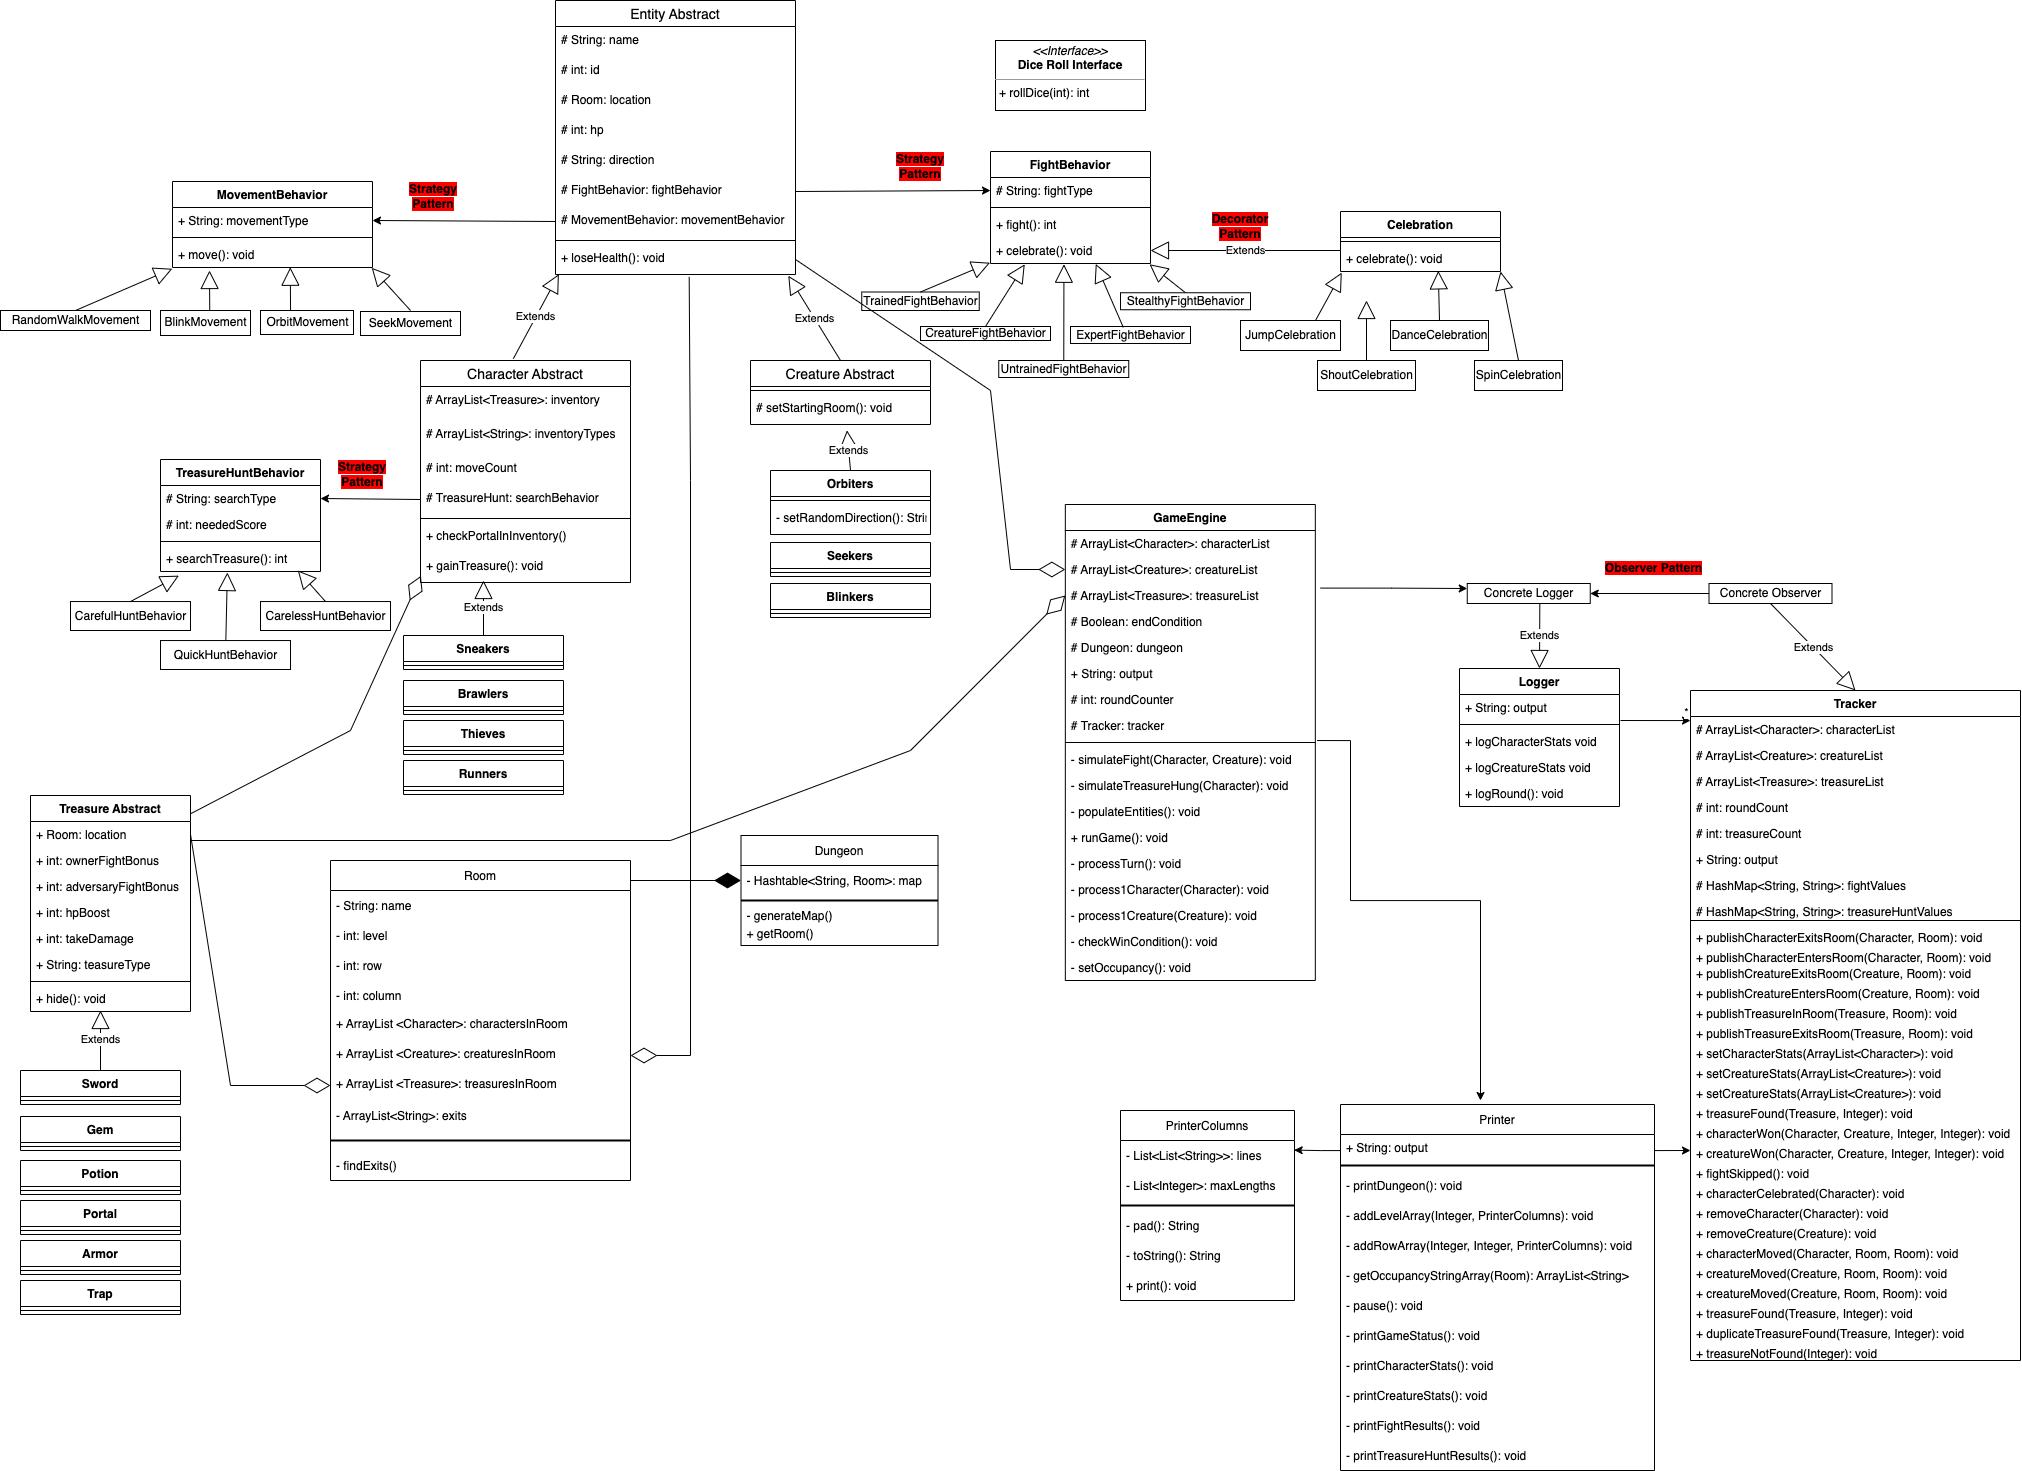 Entity Abstract
# String: name
# int: id
# Room: location
# int: hp
# String: direction
# FightBehavior: fightBehavior
# MovementBehavior: movementBehavior
+ loseHealth(): void
<<Interface>>
Dice Roll Interface
+ rollDice(int): int
Strategy
Pattern
MovementBehavior
+ String: movementType
+ move(): void
RandomWalkMovement
BlinkMovement
OrbitMovement
SeekMovement
Strategy
Pattern
FightBehavior
# String: fightType
+ fight(): int
+ celebrate(): void
TrainedFightBehavior
CreatureFightBehavior
UntrainedFightBehavior
ExpertFightBehavior
StealthyFightBehavior
Decorator
Pattern
Extends
Celebration
+ celebrate(): void
JumpCelebration
ShoutCelebration
DanceCelebration
SpinCelebration
Extends
Extends
Character Abstract
# ArrayList<Treasure>: inventory
# ArrayList<String>: inventoryTypes
# int: moveCount
# TreasureHunt: searchBehavior
+ checkPortalInInventory()
+ gainTreasure(): void
Creature Abstract
# setStartingRoom(): void
Extends
Orbiters
- setRandomDirection(): Stri
Seekers
Blinkers
Strategy
Pattern
TreasureHuntBehavior
# String: searchType
# int: neededScore
+ searchTreasure(): int
CarefulHuntBehavior
QuickHuntBehavior
CarelessHuntBehavior
Extends
Sneakers
Brawlers
Thieves
Runners
GameEngine
# ArrayList<Character>: characterList
# ArrayList<Creature>: creatureList
# ArrayList<Treasure>: treasureList
# Boolean: endCondition
# Dungeon: dungeon
+ String: output
# int: roundCounter
# Tracker: tracker
- simulateFight(Character, Creature): void
- simulateTreasureHung(Character): void
- populateEntities(): void
+ runGame(): void
- processTurn(): void
- process1Character(Character): void
- process1Creature(Creature): void
- checkWinCondition(): void
- setOccupancy(): void
Observer Pattern
Concrete Logger
Concrete Observer
Extends
Extends
Logger
+ String: output
+ logCharacterStats void
+ logCreatureStats void
+ logRound(): void
*
Tracker
# ArrayList<Character>: characterList
# ArrayList<Creature>: creatureList
# ArrayList<Treasure>: treasureList
# int: roundCount
# int: treasureCount
+ String: output
# HashMap<String, String>: fightValues
# HashMap<String, String>: treasureHuntValues
+ publishCharacterExitsRoom(Character, Room): void
+ publishCharacterEntersRoom(Character, Room): void
+ publishCreatureExitsRoom(Creature, Room): void
+ publishCreatureEntersRoom(Creature, Room): void
+ publishTreasureInRoom(Treasure, Room): void
+ publishTreasureExitsRoom(Treasure, Room): void
+ setCharacterStats(ArrayList<Character>): void
+ setCreatureStats(ArrayList<Creature>): void
+ setCreatureStats(ArrayList<Creature>): void
+ treasureFound(Treasure, Integer): void
+ characterWon(Character, Creature, Integer, Integer): void
+ creatureWon(Character, Creature, Integer, Integer): void
+ fightSkipped(): void
+ characterCelebrated(Character): void
+ removeCharacter(Character): void
+ removeCreature(Creature): void
+ characterMoved(Character, Room, Room): void
+ creatureMoved(Creature, Room, Room): void
+ creatureMoved(Creature, Room, Room): void
+ treasureFound(Treasure, Integer): void
+ duplicateTreasureFound(Treasure, Integer): void
+ treasureNotFound(Integer): void
Treasure Abstract
+ Room: location
+ int: ownerFightBonus
+ int: adversaryFightBonus
+ int: hpBoost
+ int: takeDamage
+ String: teasureType
+ hide(): void
Extends
Sword
Gem
Potion
Portal
Armor
Trap
Room
- String: name
- int: level
- int: row
- int: column
+ ArrayList <Character>: charactersInRoom
+ ArrayList <Creature>: creaturesInRoom
+ ArrayList <Treasure>: treasuresInRoom
- ArrayList<String>: exits
- findExits()
Dungeon
- Hashtable<String, Room>: map
- generateMap()
+ getRoom()
PrinterColumns
- List<List<String>>: lines
- List<Integer>: maxLengths
- pad(): String
- toString(): String
+ print(): void
Printer
+ String: output
- printDungeon(): void
- addLevelArray(Integer, PrinterColumns): void
- addRowArray(Integer, Integer, PrinterColumns): void
- getOccupancyStringArray(Room): ArrayList<String>
- pause(): void
- printGameStatus(): void
- printCharacterStats(): void
- printCreatureStats(): void
- printFightResults(): void
- printTreasureHuntResults(): void